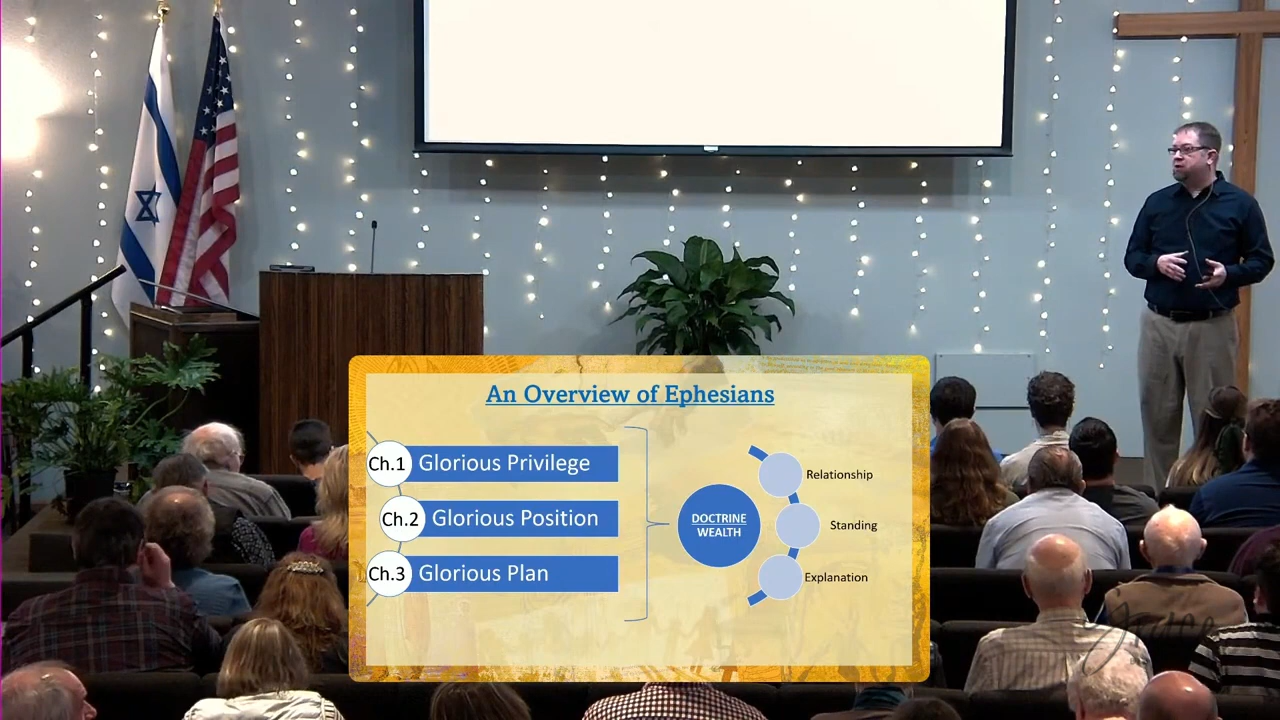 An Overview of Ephesians
Ch.1 Glorious Privilege
Ch.2 Glorious Position
Ch.3 Glorious Plan
DOCTRINE
WEALTH
Relationship
Standing
Explanation
Grace